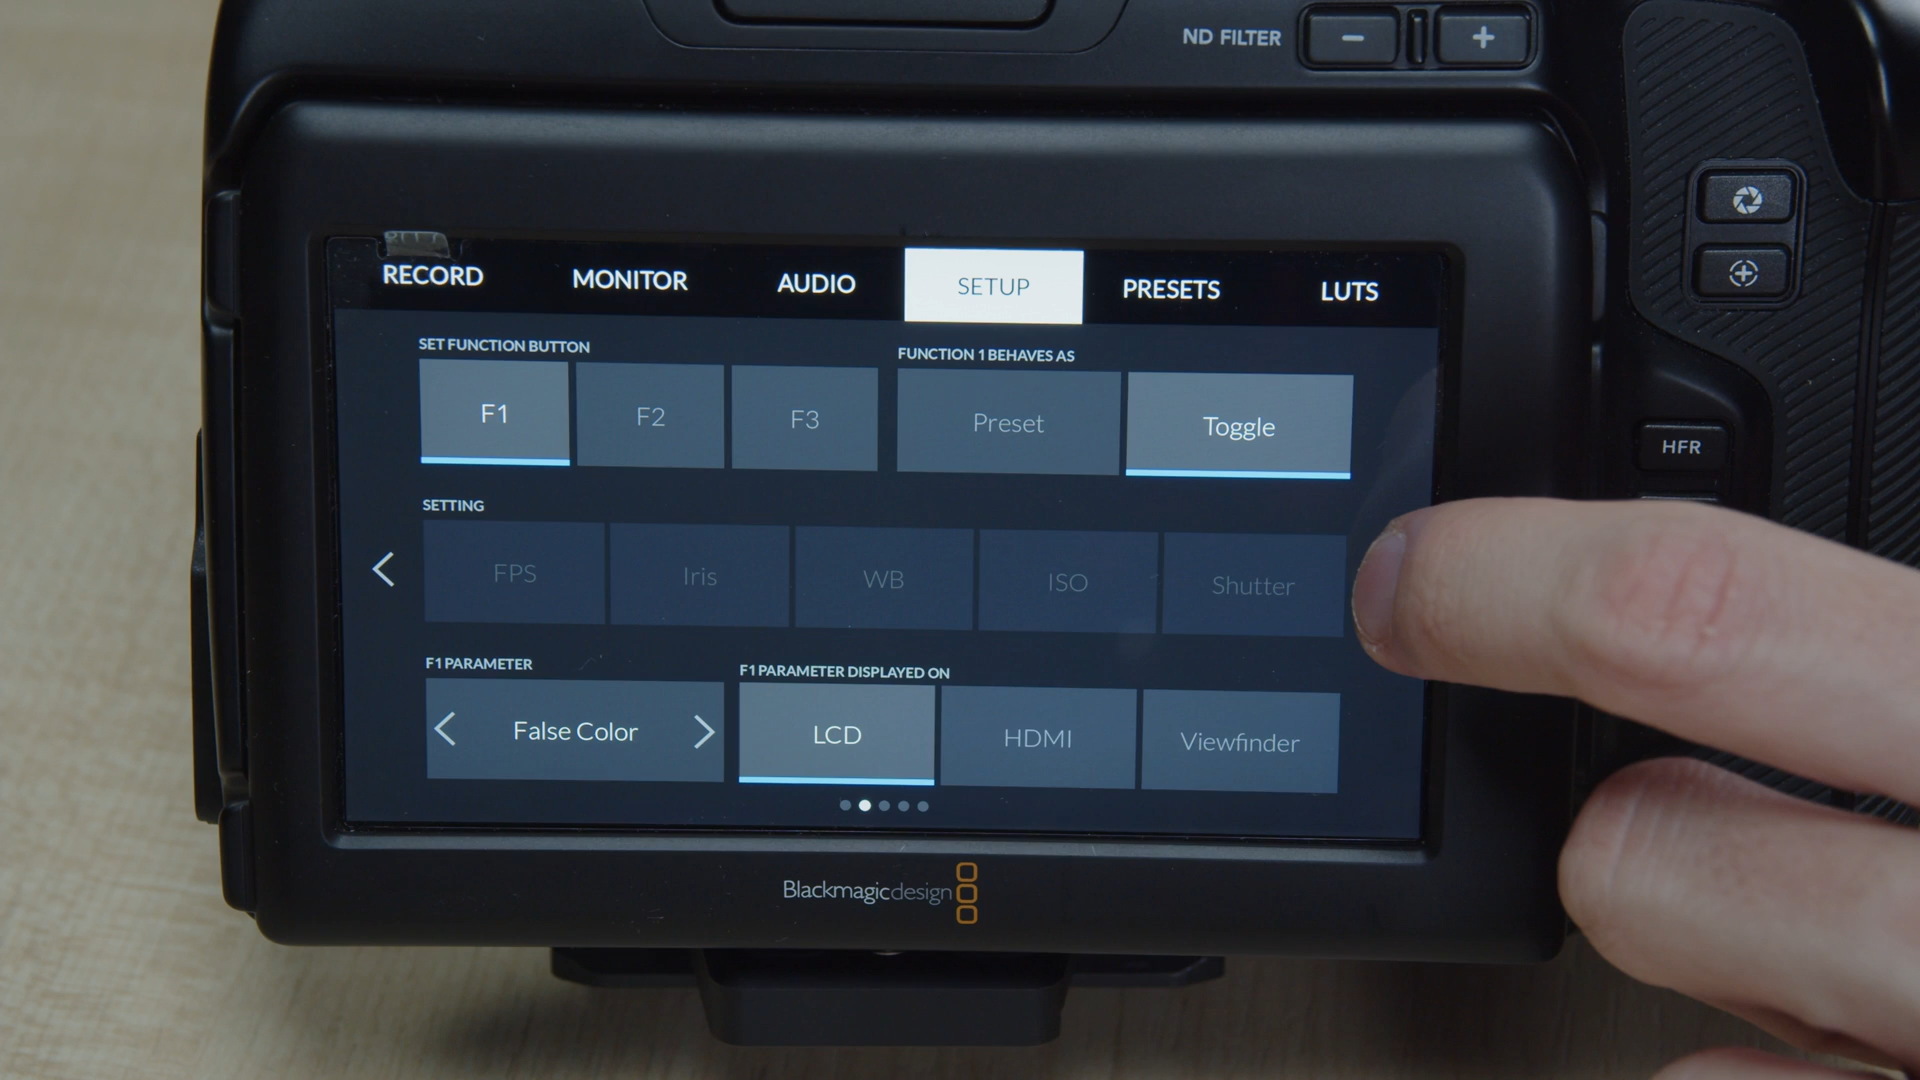 ND FILTER − +
RECORD MONITOR AUDIO SETUP PRESETS LUTS
SET FUNCTION BUTTON FUNCTION 1 BEHAVES AS
F1 F2 F3 Preset Toggle
HFR
SETTING
FPS Iris WB ISO Shutter
F1 PARAMETER F1 PARAMETER DISPLAYED ON
False Color LCD HDMI Viewfinder
Blackmagicdesign